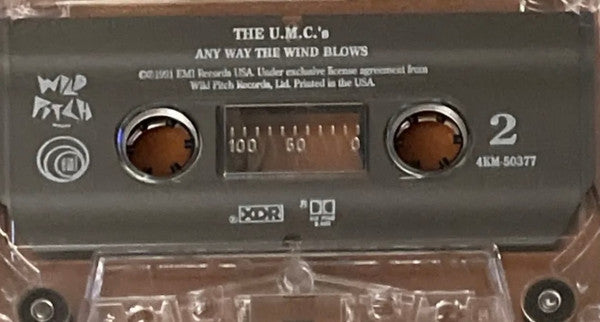 THE U.M.C.'s
ANY WAY THE WIND BLOWS
©℗1991 EMI Records USA. Under exclusive license agreement from
Wild Pitch Records, Ltd. Printed in the USA.
WILD
PITCH
EMI
100 50 0
2
4KM-50377
XDR